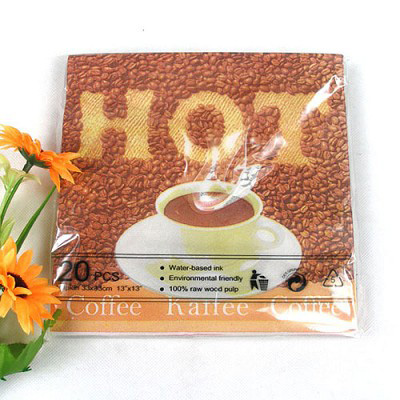 HOT
20 PCS
33x33cm 13"x13"
• Water-based ink
• Environmental friendly
• 100% raw wood pulp
Coffee Kaffee Coffee